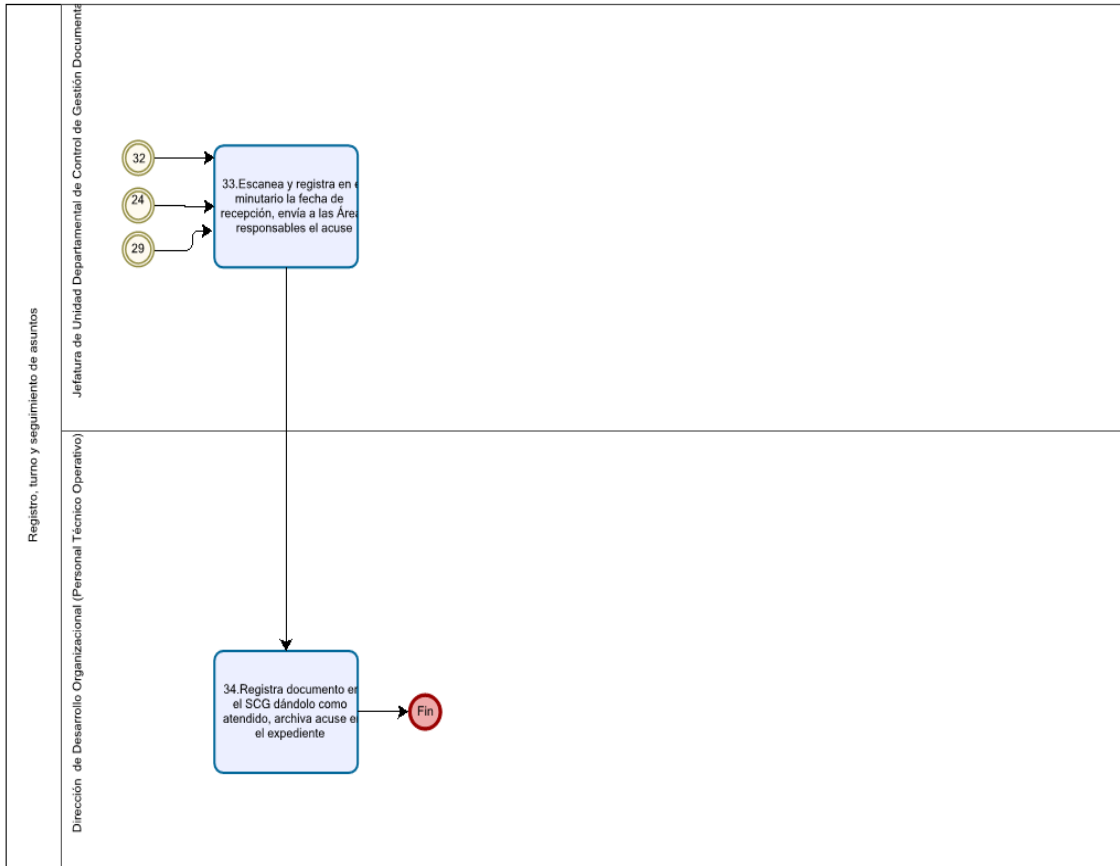 Registro, turno y seguimiento de asuntos
Jefatura de Unidad Departamental de Control de Gestión Documenta
32
24
29
33.Escanea y registra en e
minutario la fecha de
recepción, envía a las Área
responsables el acuse
Dirección de Desarrollo Organizacional (Personal Técnico Operativo)
34.Registra documento en
el SCG dándolo como
atendido, archiva acuse en
el expediente
Fin